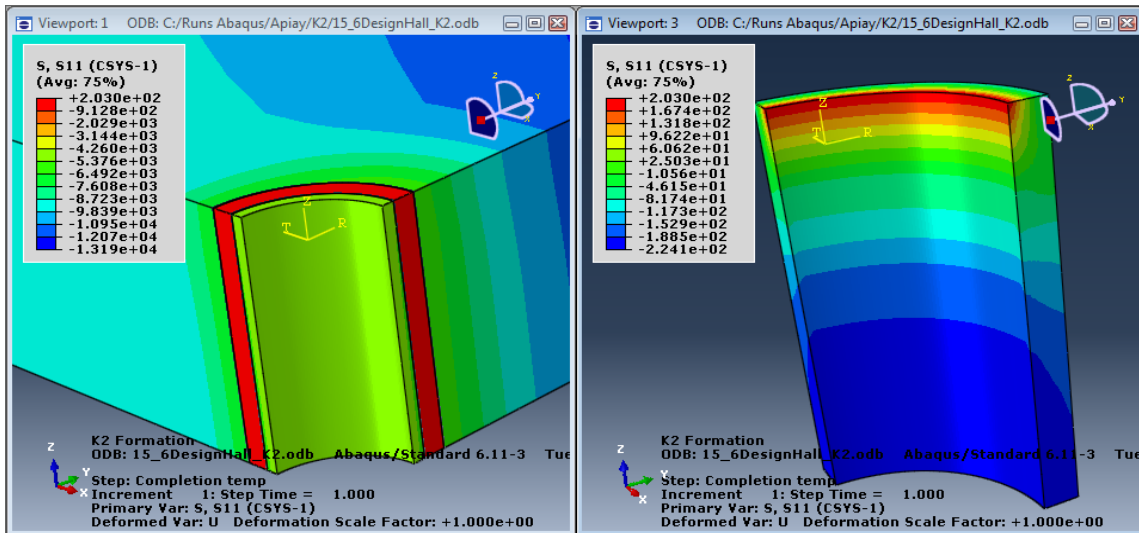 Viewport: 1 ODB: C:/Runs Abaqus/Apiay/K2/15_6DesignHall_K2.odb
S, S11 (CSYS-1)
(Avg: 75%)
+2.030e+02
-9.128e+02
-2.029e+03
-3.144e+03
-4.260e+03
-5.376e+03
-6.492e+03
-7.608e+03
-8.723e+03
-9.839e+03
-1.095e+04
-1.207e+04
-1.319e+04
Z
Y
X
Z
T
R
K2 Formation
ODB: 15_6DesignHall_K2.odb Abaqus/Standard 6.11-3 Tue
Step: Completion temp
Increment 1: Step Time = 1.000
Primary Var: S, S11 (CSYS-1)
Deformed Var: U Deformation Scale Factor: +1.000e+00
Z
Y
X
Viewport: 3 ODB: C:/Runs Abaqus/Apiay/K2/15_6DesignHall_K2.odb
S, S11 (CSYS-1)
(Avg: 75%)
+2.030e+02
+1.674e+02
+1.318e+02
+9.622e+01
+6.062e+01
+2.503e+01
-1.056e+01
-4.615e+01
-8.174e+01
-1.173e+02
-1.529e+02
-1.885e+02
-2.241e+02
Z
Y
X
Z
T
R
K2 Formation
ODB: 15_6DesignHall_K2.odb Abaqus/Standard 6.11-3 Tue
Step: Completion temp
Increment 1: Step Time = 1.000
Primary Var: S, S11 (CSYS-1)
Deformed Var: U Deformation Scale Factor: +1.000e+00
Z
Y
X